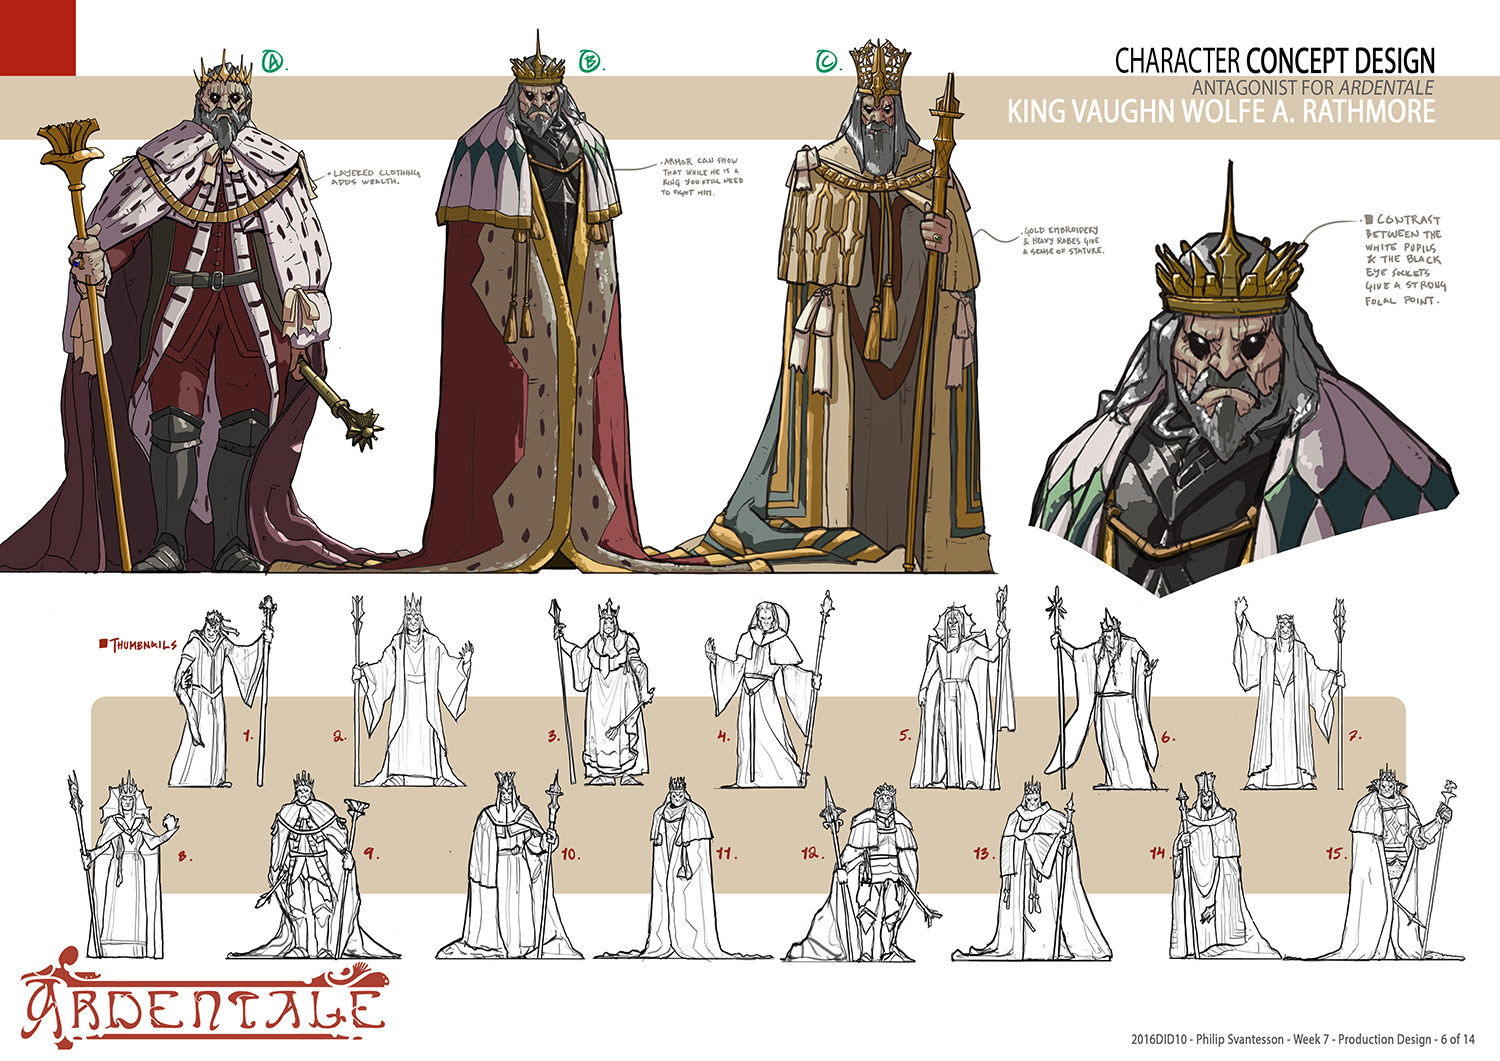 A.
B.
C.
CHARACTER CONCEPT DESIGN
ANTAGONIST FOR ARDENTALE
KING VAUGHN WOLFE A. RATHMORE
• LAYERED CLOTHING
ADDS WEALTH.
• ARMOR CAN SHOW
THAT WHILE HE IS A
KING YOU STILL NEED
TO FIGHT HIM.
• GOLD EMBROIDERY
& HEAVY ROBES GIVE
A SENSE OF STATURE.
CONTRAST
BETWEEN THE
WHITE PUPILS
& THE BLACK
EYE SOCKETS
GIVE A STRONG
FOCAL POINT.
THUMBNAILS
1.
2.
3.
4.
5.
6.
7.
8.
9.
10.
11.
12.
13.
14.
15.
ARDENTALE
2016DID10 - Philip Svantesson - Week 7 - Production Design - 6 of 14